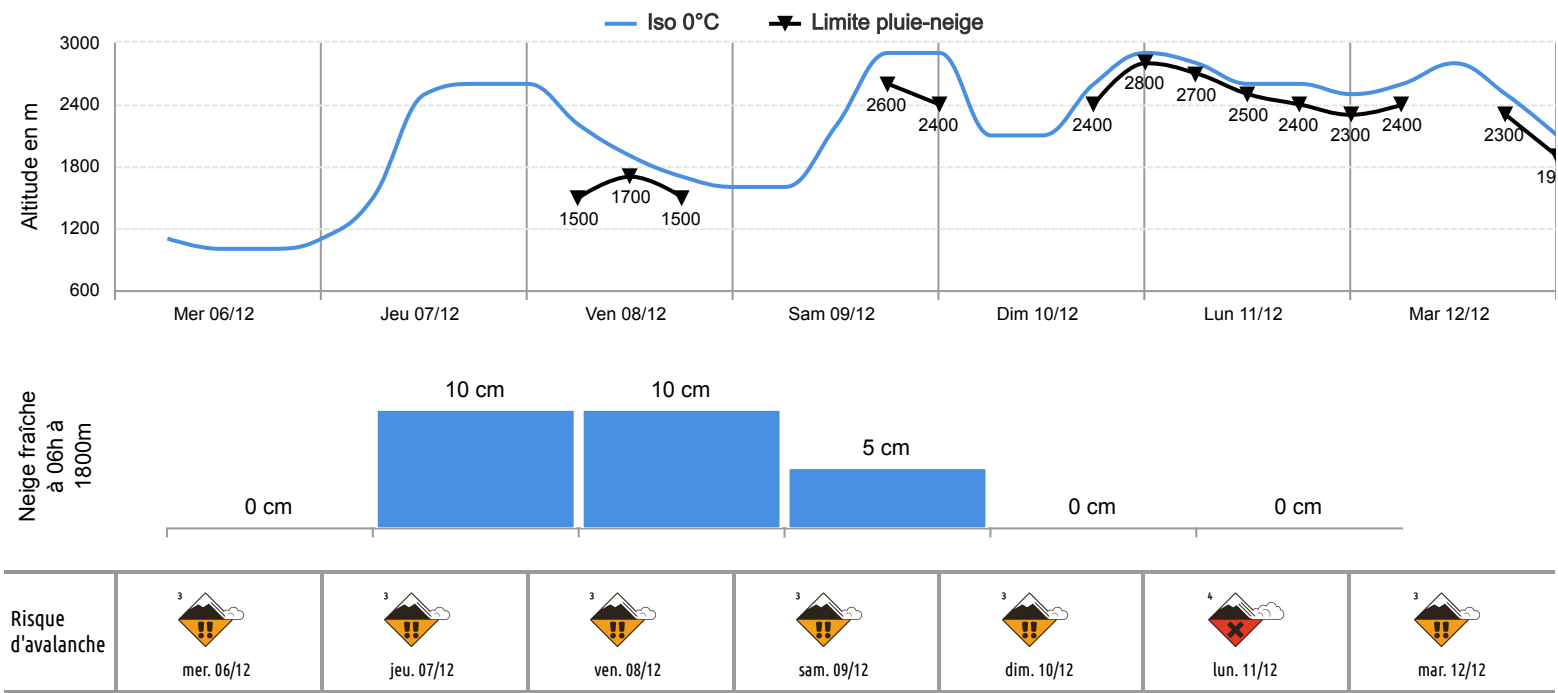 Iso 0°C Limite pluie-neige
Altitude en m
3000
2400
1800
1200
600
1500
1700
1500
2600
2400
2400
2800
2700
2500
2400
2300
2400
2300
19
Mer 06/12 Jeu 07/12 Ven 08/12 Sam 09/12 Dim 10/12 Lun 11/12 Mar 12/12
Neige fraîche
à 06h à
1800m
0 cm 10 cm 10 cm 5 cm 0 cm 0 cm
Risque
d'avalanche
3 3 3 3 3 4 3
mer. 06/12 jeu. 07/12 ven. 08/12 sam. 09/12 dim. 10/12 lun. 11/12 mar. 12/12